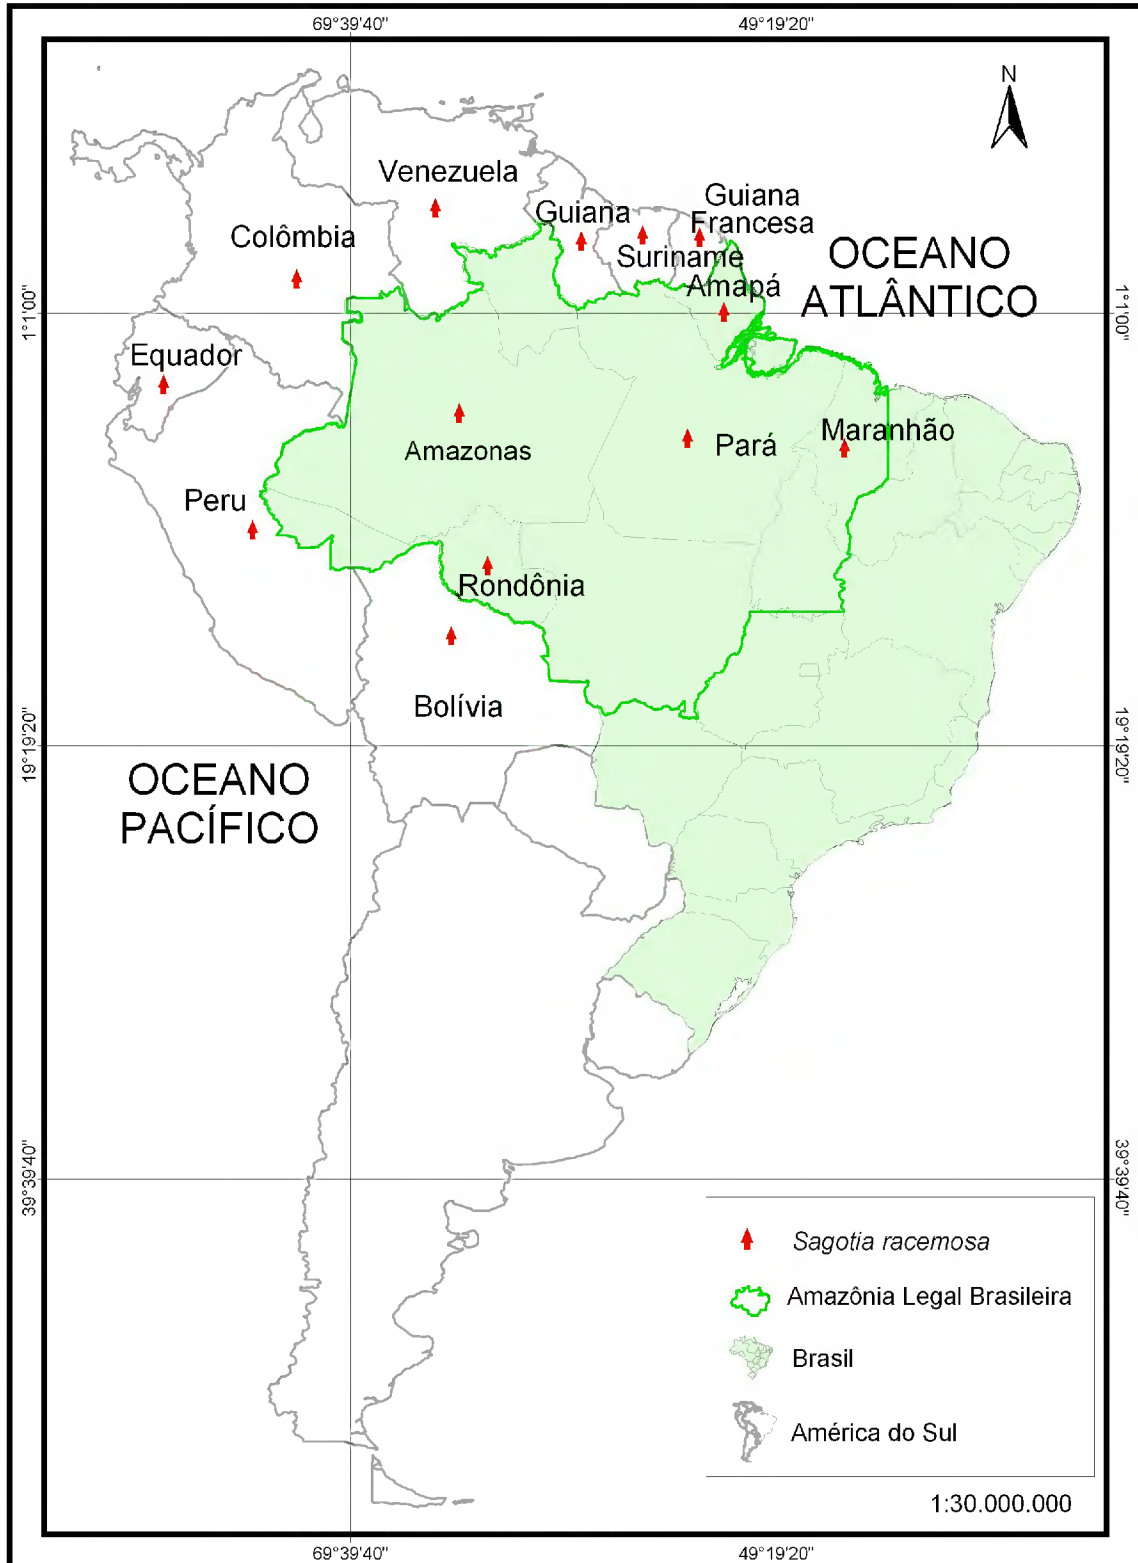 69°39'40"
49°19'20"
N
Venezuela
Guiana
Guiana
Francesa
Colômbia
Suriname
Amapá
OCEANO
ATLÂNTICO
1°1'00"
1°1'00"
Equador
Amazonas
Pará
Maranhão
Peru
Rondônia
Bolívia
19°19'20"
19°19'20"
OCEANO
PACÍFICO
39°39'40"
39°39'40"
Sagotia racemosa
Amazônia Legal Brasileira
Brasil
América do Sul
1:30.000.000
69°39'40"
49°19'20"